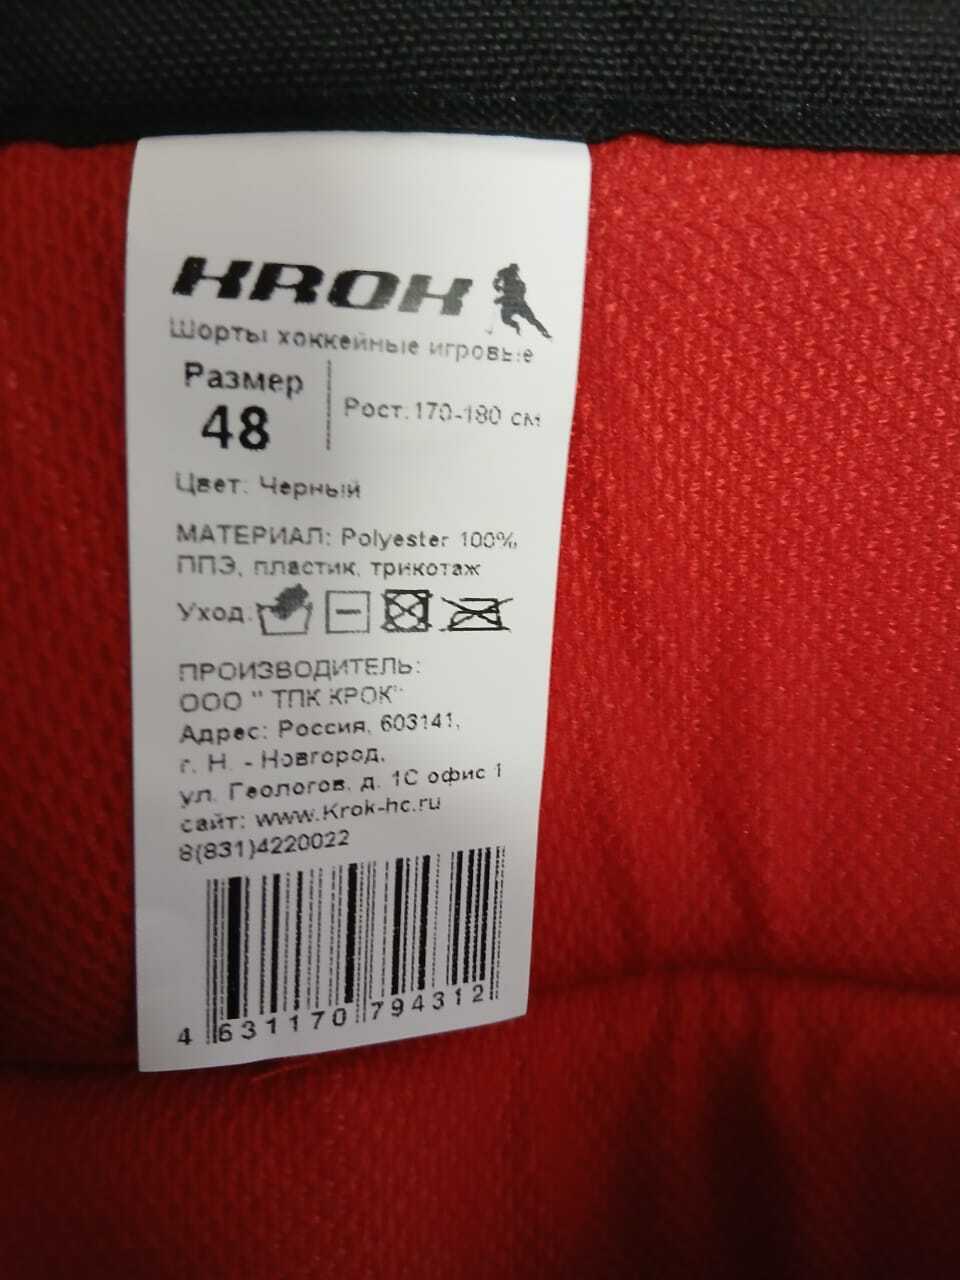 KROK
Шорты хоккейные игровые
Размер
48
Рост:170-180 см
Цвет: Черный
МАТЕРИАЛ: Polyester 100%,
ППЭ, пластик, трикотаж
Уход:
ПРОИЗВОДИТЕЛЬ:
ООО " ТПК КРОК"
Адрес: Россия, 603141,
г. Н. - Новгород,
ул. Геологов, д. 1С офис 1
сайт: www.Krok-hc.ru
8(831)4220022
4 631170 794312